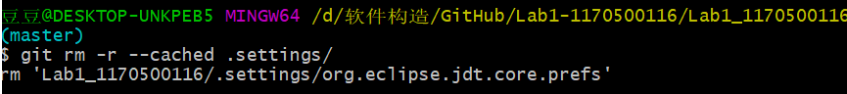 豆豆@DESKTOP-UNKPEB5 MINGW64 /d/软件构造/GitHub/Lab1-1170500116/Lab1_1170500116
(master)
$ git rm -r --cached .settings/
rm 'Lab1_1170500116/.settings/org.eclipse.jdt.core.prefs'